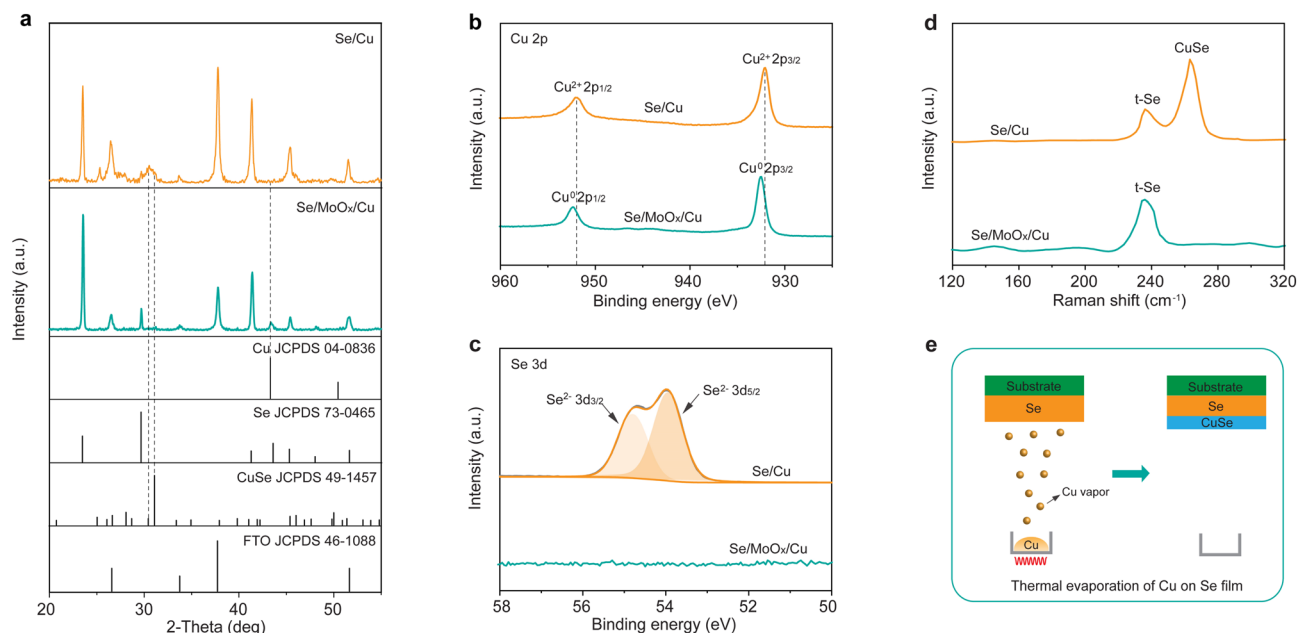 a
Se/Cu
Se/MoOₓ/Cu
Cu JCPDS 04-0836
Se JCPDS 73-0465
CuSe JCPDS 49-1457
FTO JCPDS 46-1088
Intensity (a.u.)
20 30 40 50
2-Theta (deg)
b
Cu 2p
Cu²⁺ 2p₁/₂
Cu²⁺ 2p₃/₂
Se/Cu
Cu⁰ 2p₁/₂
Cu⁰ 2p₃/₂
Se/MoOₓ/Cu
Intensity (a.u.)
960 950 940 930
Binding energy (eV)
c
Se 3d
Se²⁻ 3d₃/₂
Se²⁻ 3d₅/₂
Se/Cu
Se/MoOₓ/Cu
Intensity (a.u.)
58 56 54 52 50
Binding energy (eV)
d
CuSe
t-Se
Se/Cu
t-Se
Se/MoOₓ/Cu
Intensity (a.u.)
120 160 200 240 280 320
Raman shift (cm⁻¹)
e
Substrate
Se
Cu vapor
Cu
Substrate
Se
CuSe
Thermal evaporation of Cu on Se film